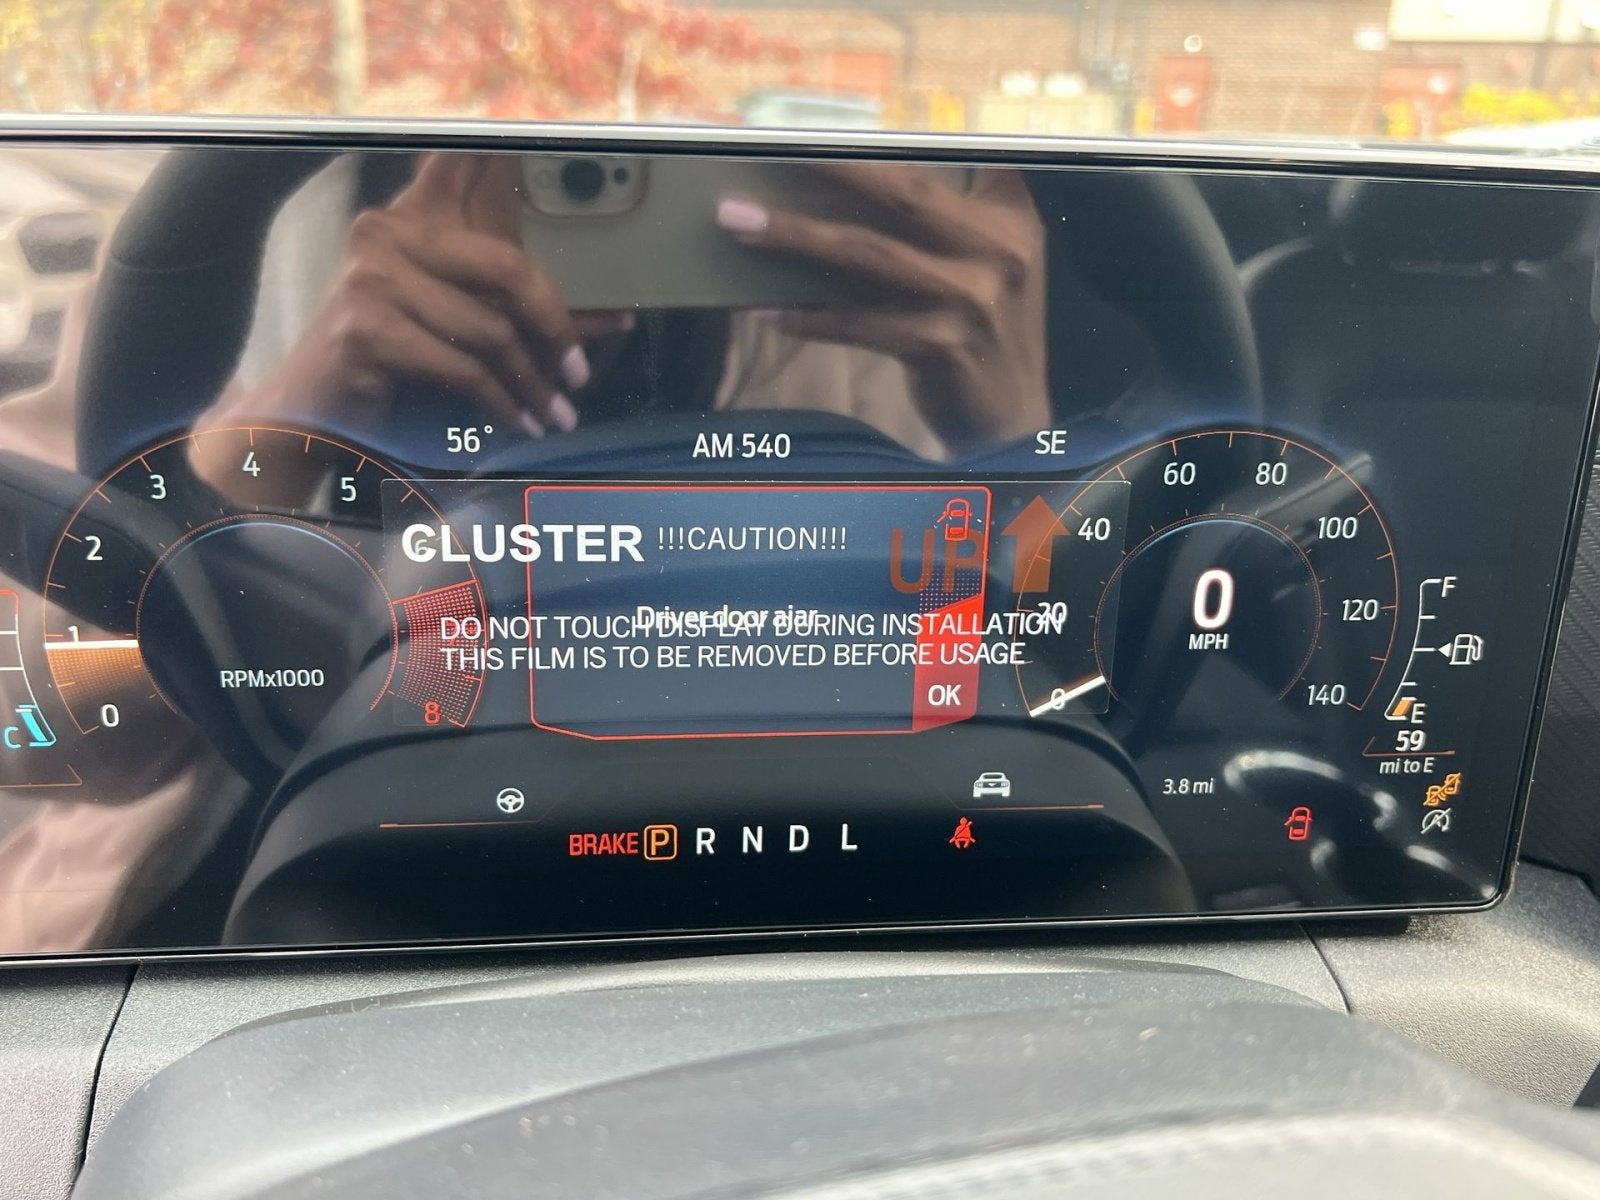 56° AM 540 SE
0 1 2 3 4 5 6 8
RPMx1000
CLUSTER !!!CAUTION!!!
UP
Driver door ajar
DO NOT TOUCH DISPLAY DURING INSTALLATION
THIS FILM IS TO BE REMOVED BEFORE USAGE
OK
0 20 40 60 80 100 120 140
0
MPH
F
E
59
mi to E
C
3.8 mi
BRAKE P R N D L